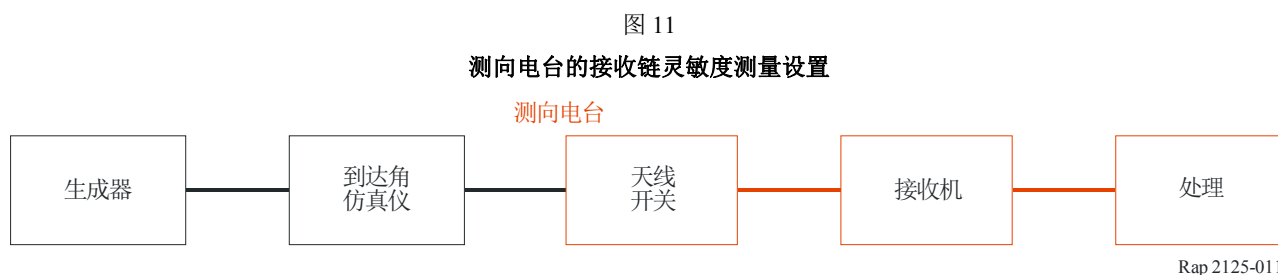 图 11
测向电台的接收链灵敏度测量设置
测向电台
生成器
到达角
仿真仪
天线
开关
接收机
处理
Rap 2125-011